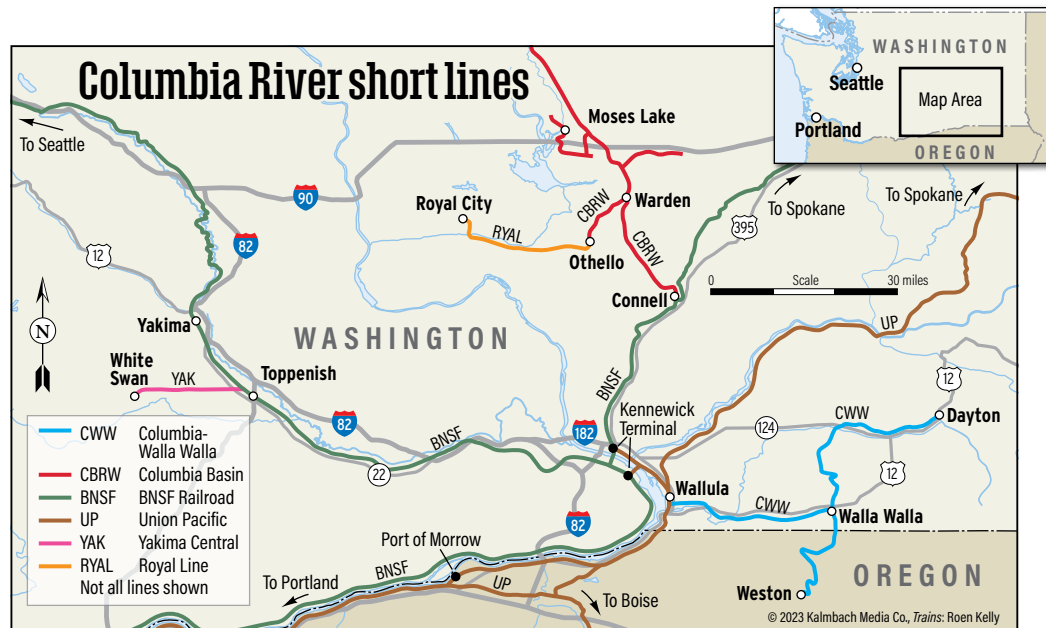 Columbia River short lines
WASHINGTON
Seattle
Map Area
Portland
OREGON
To Seattle
Moses Lake
90
Royal City
CBRW
Warden
To Spokane
To Spokane
82
395
12
RYAL
Othello
CBRW
0 Scale 30 miles
Connell
N
Yakima
WASHINGTON
UP
White
Swan
YAK
Toppenish
BNSF
12
Kennewick
Terminal
Dayton
82
182
124
CWW
BNSF
22
12
Wallula
CWW
Walla Walla
82
Port of Morrow
BNSF
To Portland
UP
To Boise
OREGON
Weston
CWW Columbia-
Walla Walla
CBRW Columbia Basin
BNSF BNSF Railroad
UP Union Pacific
YAK Yakima Central
RYAL Royal Line
Not all lines shown
© 2023 Kalmbach Media Co., Trains: Roen Kelly